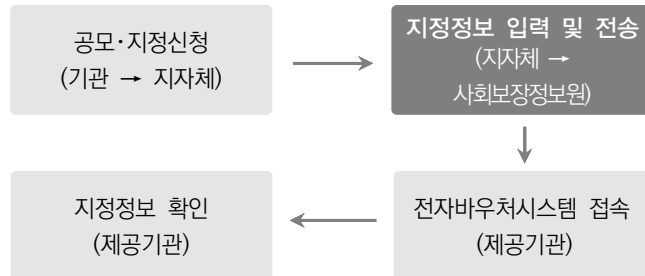 공모·지정신청
(기관 → 지자체)
지정정보 입력 및 전송
(지자체 →
사회보장정보원)
지정정보 확인
(제공기관)
전자바우처시스템 접속
(제공기관)